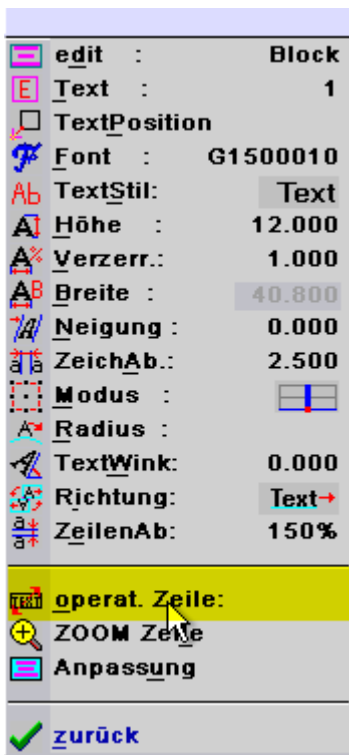 edit : Block
E Text : 1
TextPosition
F Font : G1500010
Ab TextStil: Text
A Höhe : 12.000
A% Verzerr.: 1.000
AB Breite : 40.800
/A/ Neigung : 0.000
a a ZeichAb.: 2.500
Modus :
A Radius :
TextWink: 0.000
A Richtung: Text→
a a ZeilenAb: 150%
TEXT operat. Zeile:
ZOOM Zeile
Anpassung
zurück